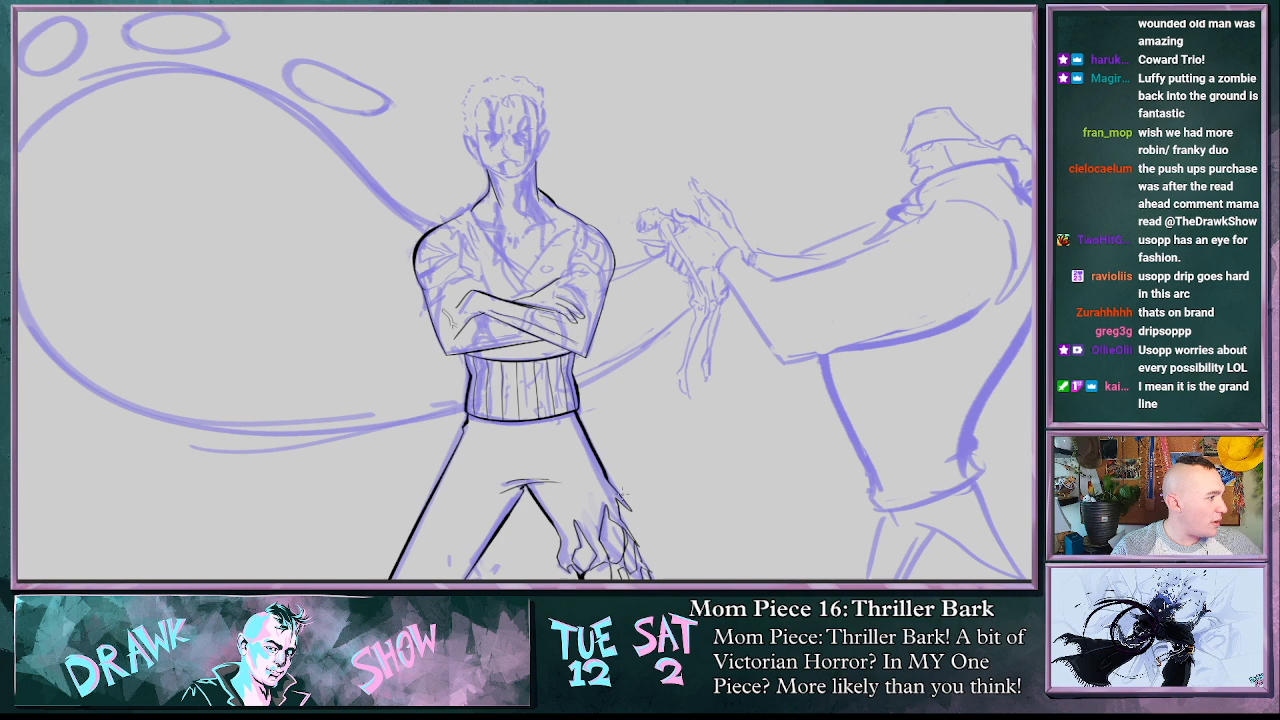 wounded old man was
amazing
haruk... Coward Trio!
Magir... Luffy putting a zombie
back into the ground is
fantastic
fran_mop wish we had more
robin/ franky duo
cielocaelum the push ups purchase
was after the read
ahead comment mama
read @TheDrawkShow
usopp has an eye for
fashion.
ravioliis usopp drip goes hard
in this arc
Zurahhhhh thats on brand
greg3g dripsoppp
OllieOlii Usopp worries about
every possibility LOL
kai... I mean it is the grand
line
DRAWK SHOW
TUE SAT
12 2
Mom Piece 16: Thriller Bark
Mom Piece: Thriller Bark! A bit of
Victorian Horror? In MY One
Piece? More likely than you think!